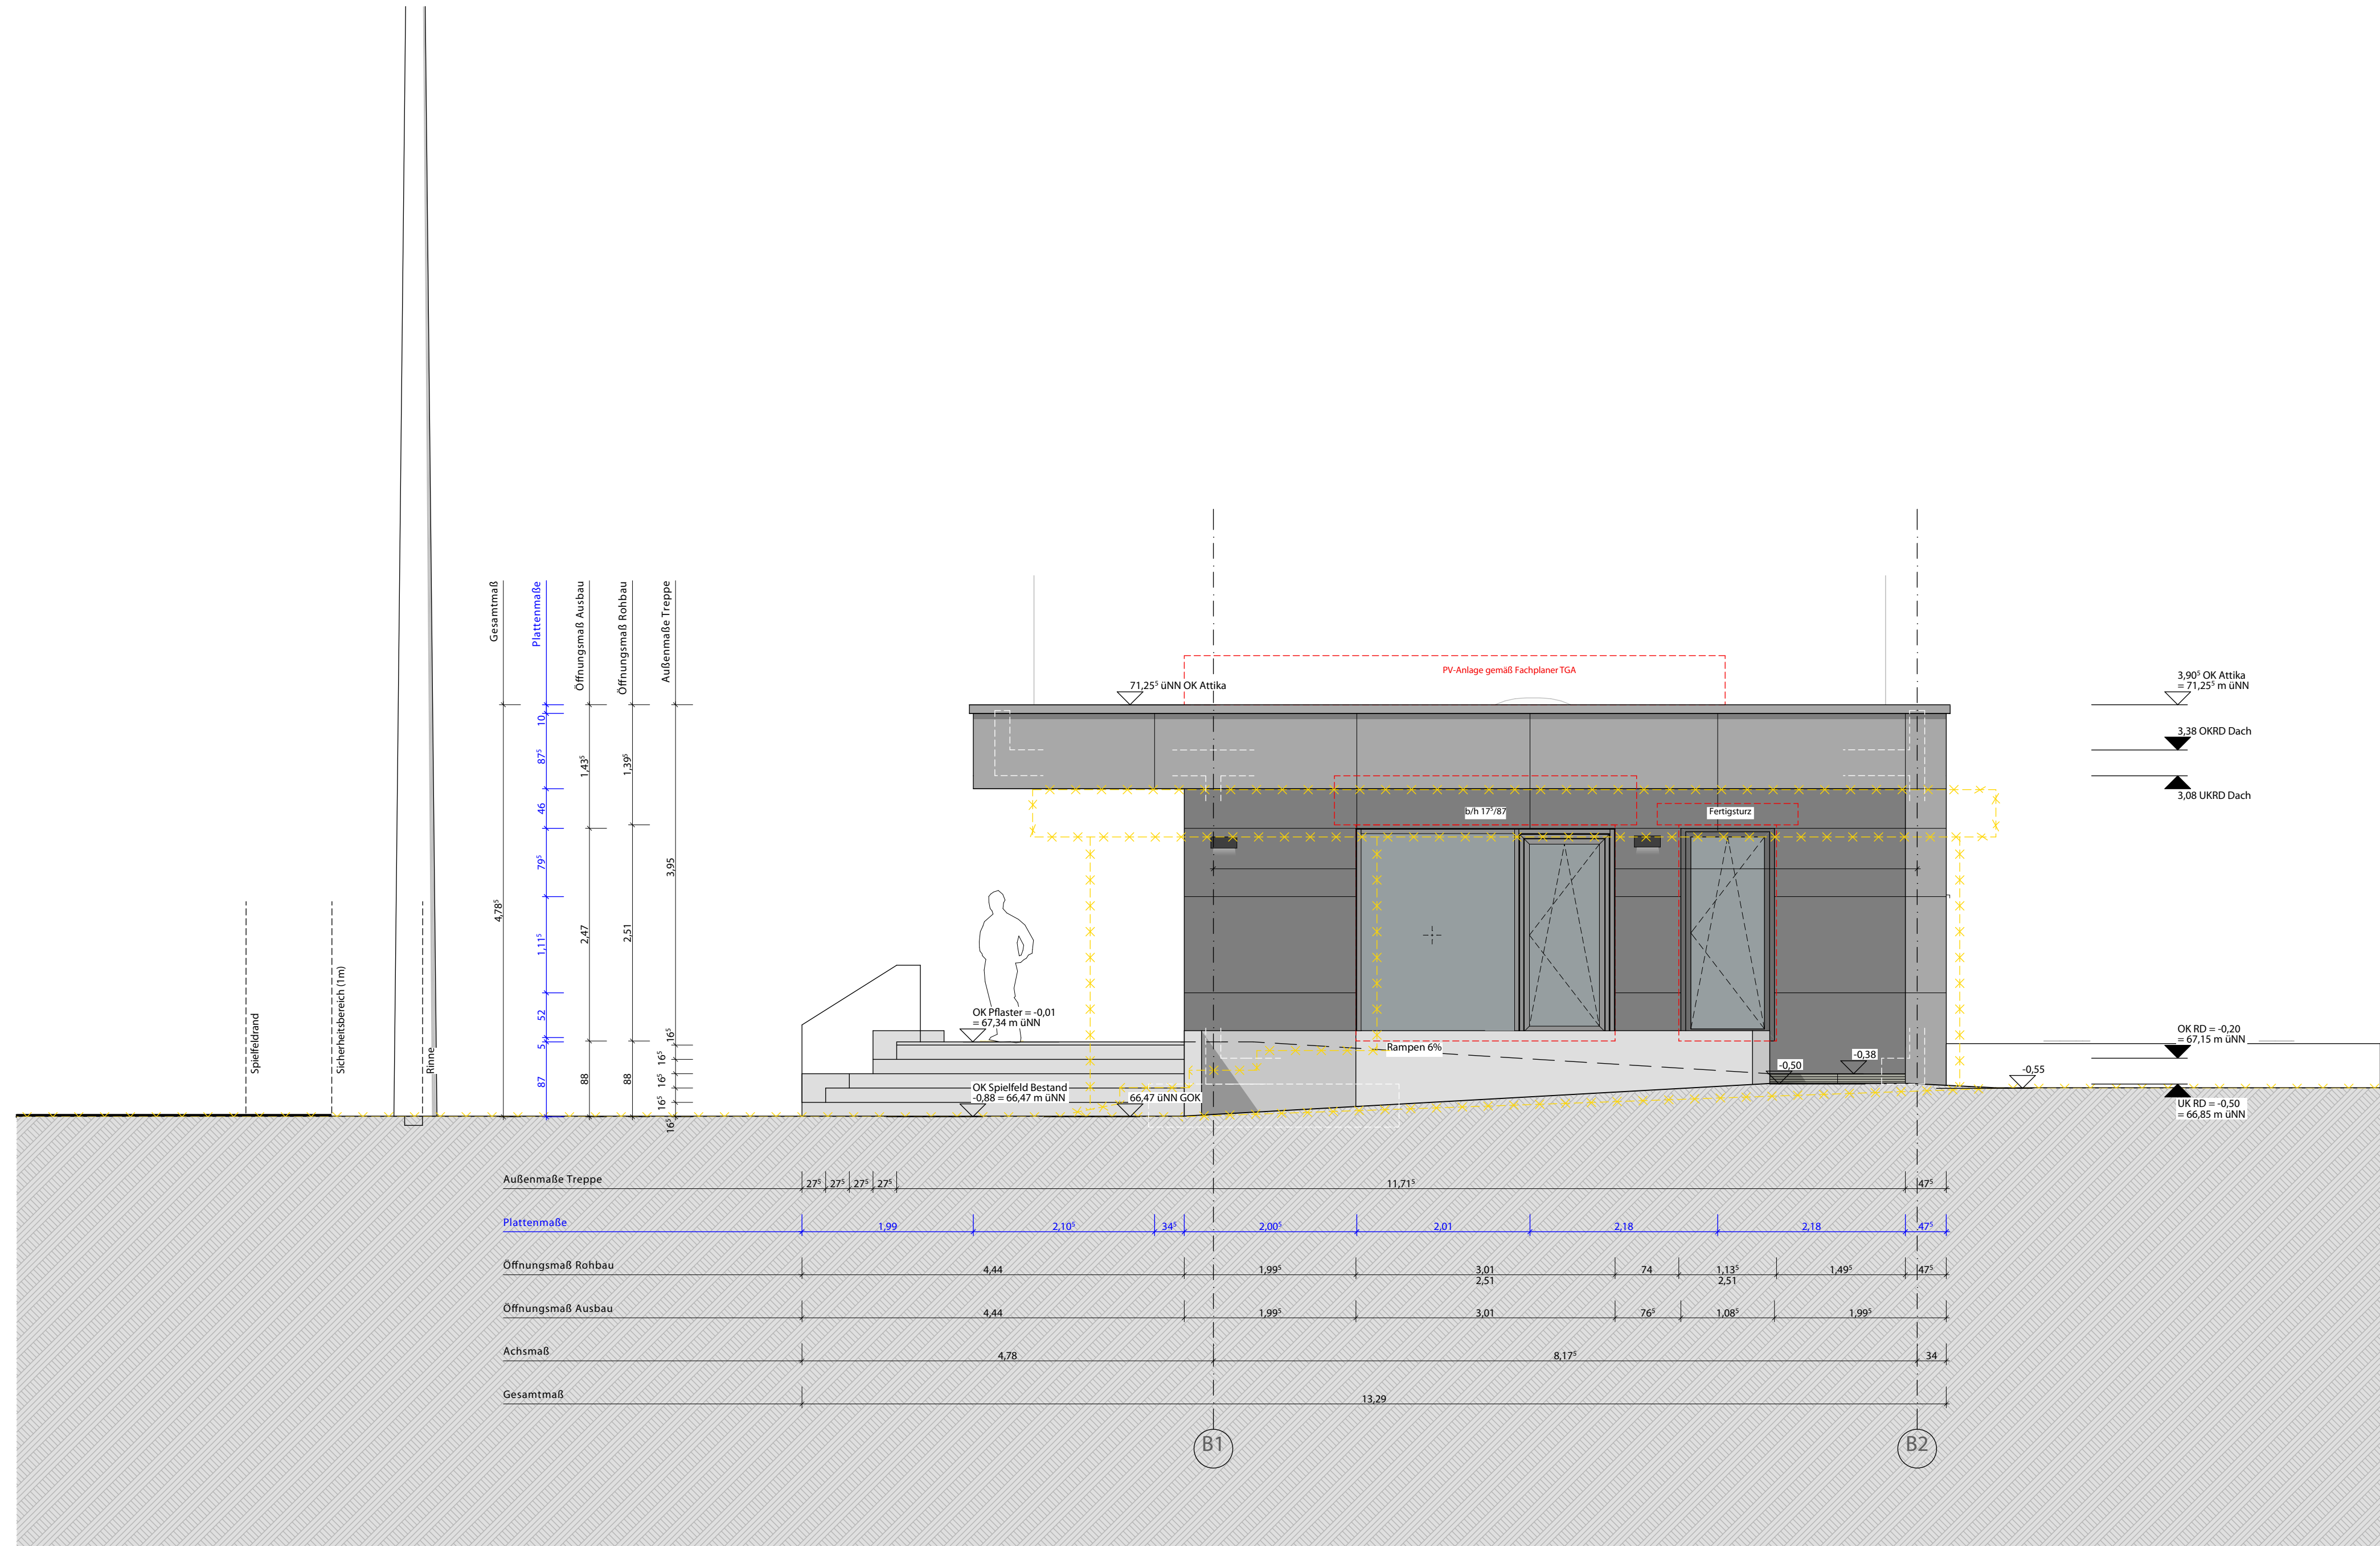 Gesamtmaß
Plattenmaße
Öffnungsmaß Ausbau
Öffnungsmaß Rohbau
Außenmaße Treppe
4,78⁵
10
87⁵
46
79⁵
1,11⁵
52
5
87
1,43⁵
2,47
88
1,39⁵
2,51
88
3,95
16⁵
16⁵
16⁵
16⁵
16⁵
Spielfeldrand
Sicherheitsbereich (1m)
Rinne
PV-Anlage gemäß Fachplaner TGA
71,25⁵ üNN OK Attika
b/h 17⁵/87
Fertigsturz
OK Pflaster = -0,01
= 67,34 m üNN
Rampen 6%
OK Spielfeld Bestand
-0,88 = 66,47 m üNN
66,47 üNN GOK
-0,50
-0,38
-0,55
3,90⁵ OK Attika
= 71,25⁵ m üNN
3,38 OKRD Dach
3,08 UKRD Dach
OK RD = -0,20
= 67,15 m üNN
UK RD = -0,50
= 66,85 m üNN
Außenmaße Treppe 27⁵ 27⁵ 27⁵ 27⁵ 11,71⁵ 47⁵
Plattenmaße 1,99 2,10⁵ 34⁵ 2,00⁵ 2,01 2,18 2,18 47⁵
Öffnungsmaß Rohbau 4,44 1,99⁵ 3,01 74 1,13⁵ 1,49⁵ 47⁵
2,51 2,51
Öffnungsmaß Ausbau 4,44 1,99⁵ 3,01 76⁵ 1,08⁵ 1,99⁵
Achsmaß 4,78 8,17⁵ 34
Gesamtmaß 13,29
B1 B2